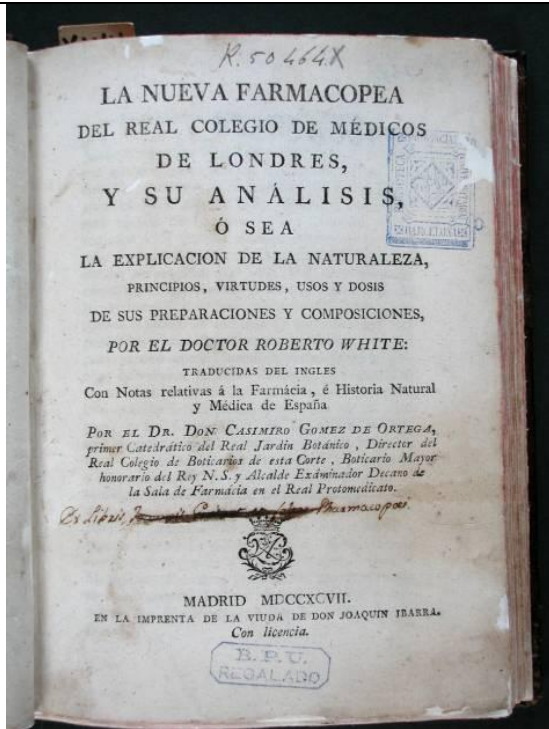 R. 50464X
LA NUEVA FARMACOPEA
DEL REAL COLEGIO DE MÉDICOS
DE LONDRES,
Y SU ANÁLISIS,
Ó SEA
LA EXPLICACION DE LA NATURALEZA,
PRINCIPIOS, VIRTUDES, USOS Y DOSIS
DE SUS PREPARACIONES Y COMPOSICIONES,
POR EL DOCTOR ROBERTO WHITE:
TRADUCIDAS DEL INGLES
Con Notas relativas á la Farmácia, é Historia Natural
y Médica de España
POR EL DR. DON CASIMIRO GOMEZ DE ORTEGA,
primer Catedrático del Real Jardin Botánico, Director del
Real Colegio de Boticarios de esta Corte, Boticario Mayor
honorario del Rey N. S. y Alcalde Exâminador Decano de
la Sala de Farmácia en el Real Protomedicato.
Ex Libris Pharmacopei
MADRID MDCCXCVII.
EN LA IMPRENTA DE LA VIUDA DE DON JOAQUIN IBARRA.
Con licencia.
B. P. U.
REGALADO